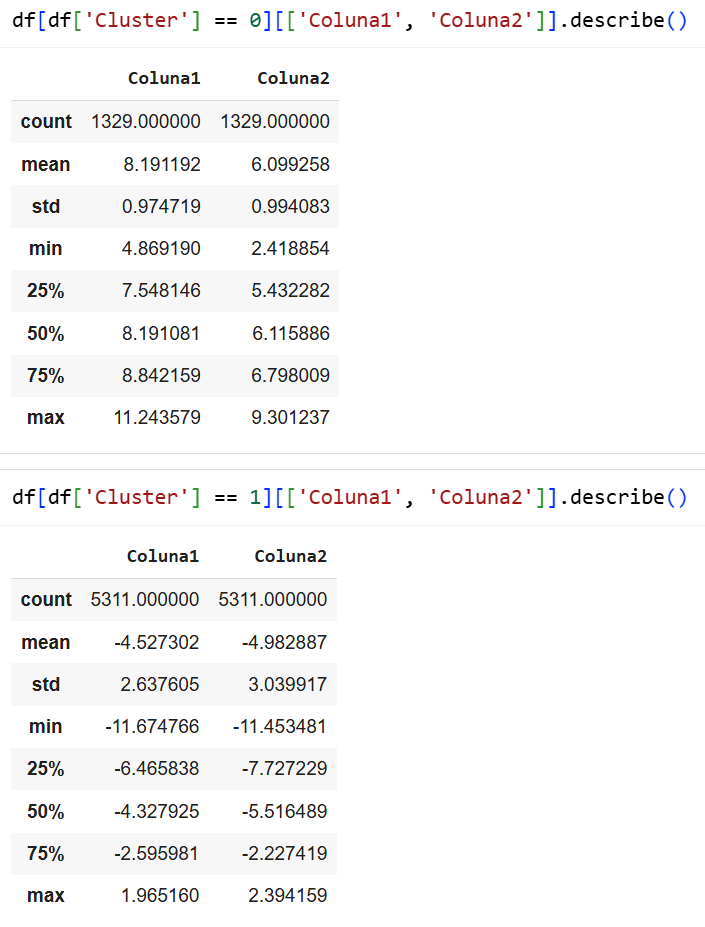 df[df['Cluster'] == 0][['Coluna1', 'Coluna2']].describe()
Coluna1 Coluna2
count 1329.000000 1329.000000
mean 8.191192 6.099258
std 0.974719 0.994083
min 4.869190 2.418854
25% 7.548146 5.432282
50% 8.191081 6.115886
75% 8.842159 6.798009
max 11.243579 9.301237
df[df['Cluster'] == 1][['Coluna1', 'Coluna2']].describe()
Coluna1 Coluna2
count 5311.000000 5311.000000
mean -4.527302 -4.982887
std 2.637605 3.039917
min -11.674766 -11.453481
25% -6.465838 -7.727229
50% -4.327925 -5.516489
75% -2.595981 -2.227419
max 1.965160 2.394159